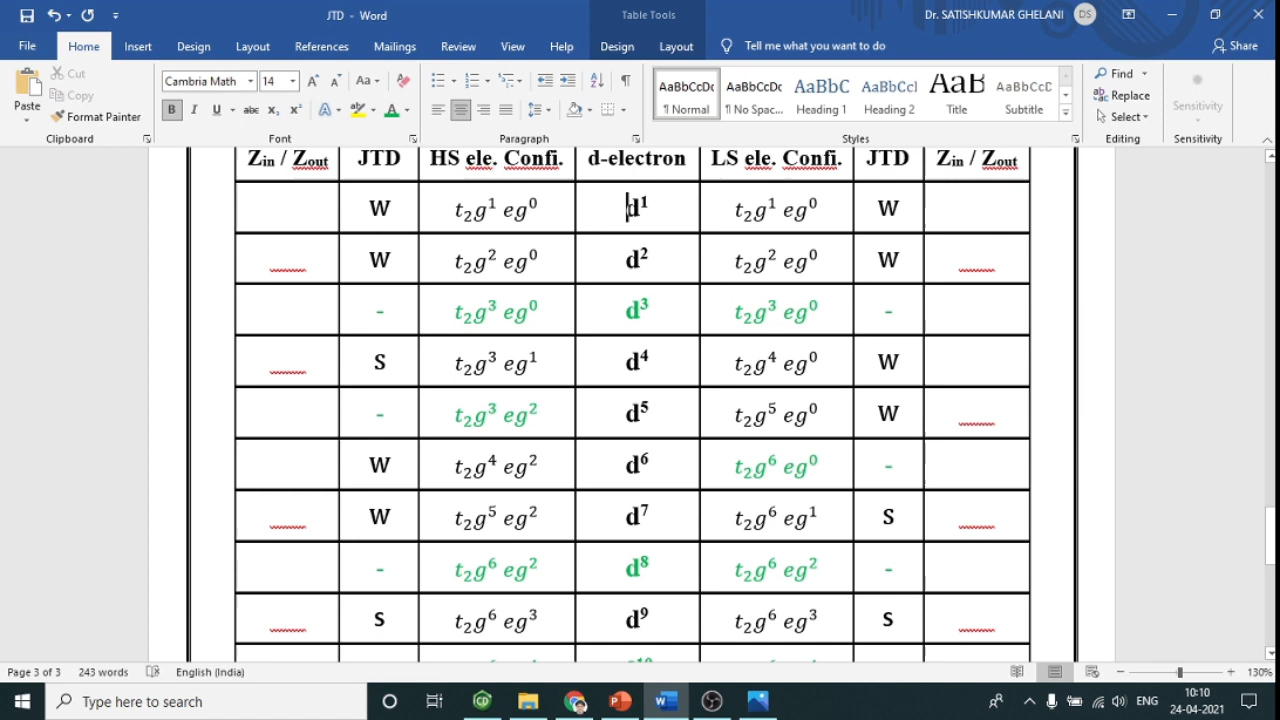 JTD - Word
Table Tools
Dr. SATISHKUMAR GHELANI DS
File Home Insert Design Layout References Mailings Review View Help Design Layout Tell me what you want to do Share
Paste Cut Copy Format Painter
Cambria Math 14
AaBbCcDc AaBbCcDc AaBbC AaBbCcl AaB AaBbCcC
¶ Normal ¶ No Spac... Heading 1 Heading 2 Title Subtitle
Find Replace Select Sensitivity
Clipboard Font Paragraph Styles Editing Sensitivity
Zin / Zout JTD HS ele. Confi. d-electron LS ele. Confi. JTD Zin / Zout
W t₂g¹ eg⁰ d¹ t₂g¹ eg⁰ W
W t₂g² eg⁰ d² t₂g² eg⁰ W
- t₂g³ eg⁰ d³ t₂g³ eg⁰ -
S t₂g³ eg¹ d⁴ t₂g⁴ eg⁰ W
- t₂g³ eg² d⁵ t₂g⁵ eg⁰ W
W t₂g⁴ eg² d⁶ t₂g⁶ eg⁰ -
W t₂g⁵ eg² d⁷ t₂g⁶ eg¹ S
- t₂g⁶ eg² d⁸ t₂g⁶ eg² -
S t₂g⁶ eg³ d⁹ t₂g⁶ eg³ S
Page 3 of 3 243 words English (India) 130%
Type here to search ENG 10:10
24-04-2021